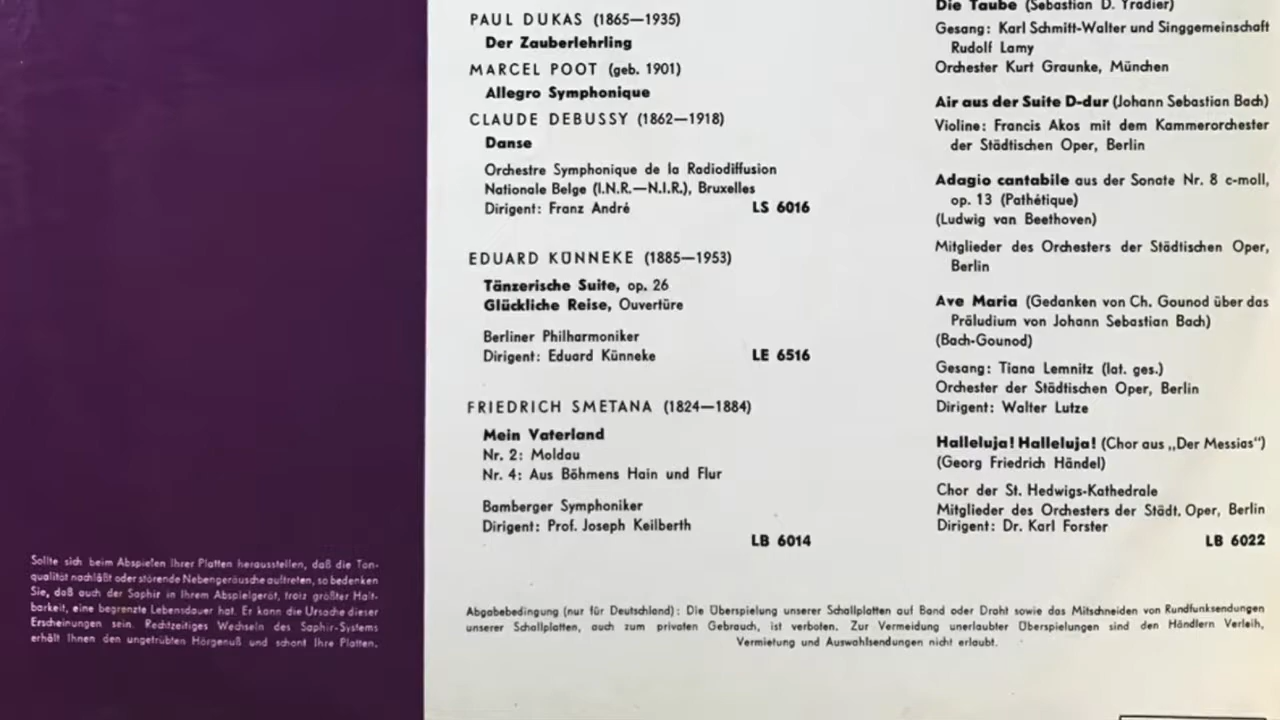 PAUL DUKAS (1865—1935)
Der Zauberlehrling
MARCEL POOT (geb. 1901)
Allegro Symphonique
CLAUDE DEBUSSY (1862—1918)
Danse
Orchestre Symphonique de la Radiodiffusion
Nationale Belge (I.N.R.—N.I.R.), Bruxelles
Dirigent: Franz André LS 6016
EDUARD KÜNNEKE (1885—1953)
Tänzerische Suite, op. 26
Glückliche Reise, Ouvertüre
Berliner Philharmoniker
Dirigent: Eduard Künneke LE 6516
FRIEDRICH SMETANA (1824—1884)
Mein Vaterland
Nr. 2: Moldau
Nr. 4: Aus Böhmens Hain und Flur
Bamberger Symphoniker
Dirigent: Prof. Joseph Keilberth
LB 6014
Die Taube (Sebastian D. Yradier)
Gesang: Karl Schmitt-Walter und Singgemeinschaft
Rudolf Lamy
Orchester Kurt Graunke, München
Air aus der Suite D-dur (Johann Sebastian Bach)
Violine: Francis Akos mit dem Kammerorchester
der Städtischen Oper, Berlin
Adagio cantabile aus der Sonate Nr. 8 c-moll,
op. 13 (Pathétique)
(Ludwig van Beethoven)
Mitglieder des Orchesters der Städtischen Oper,
Berlin
Ave Maria (Gedanken von Ch. Gounod über das
Präludium von Johann Sebastian Bach)
(Bach-Gounod)
Gesang: Tiana Lemnitz (lat. ges.)
Orchester der Städtischen Oper, Berlin
Dirigent: Walter Lutze
Halleluja! Halleluja! (Chor aus „Der Messias“)
(Georg Friedrich Händel)
Chor der St. Hedwigs-Kathedrale
Mitglieder des Orchesters der Städt. Oper, Berlin
Dirigent: Dr. Karl Forster
LB 6022
Sollte sich beim Abspielen Ihrer Platten herausstellen, daß die Ton-
qualität nachläßt oder störende Nebengeräusche auftreten, so bedenken
Sie, daß auch der Saphir in Ihrem Abspielgerät, trotz größter Halt-
barkeit, eine begrenzte Lebensdauer hat. Er kann die Ursache dieser
Erscheinungen sein. Rechtzeitiges Wechseln des Saphir-Systems
erhält Ihnen den ungetrübten Hörgenuß und schont Ihre Platten.
Abgabebedingung (nur für Deutschland): Die Überspielung unserer Schallplatten auf Band oder Draht sowie das Mitschneiden von Rundfunksendungen
unserer Schallplatten, auch zum privaten Gebrauch, ist verboten. Zur Vermeidung unerlaubter Überspielungen sind den Händlern Verleih,
Vermietung und Auswahlsendungen nicht erlaubt.